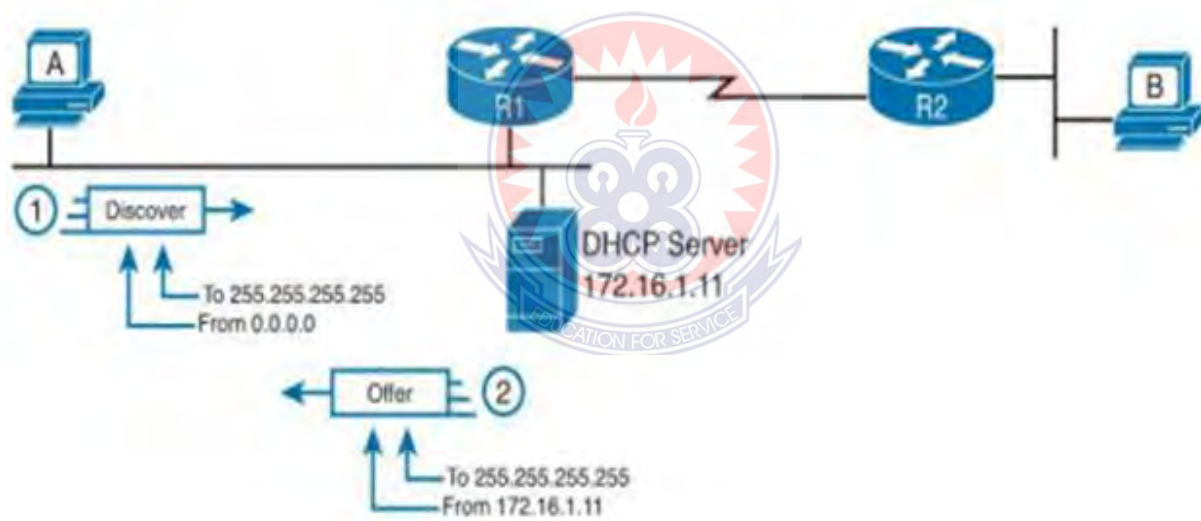 A
R1
R2
B
1
Discover
To 255.255.255.255
From 0.0.0.0
DHCP Server
172.16.1.11
EDUCATION FOR SERVICE
Offer
2
To 255.255.255.255
From 172.16.1.11